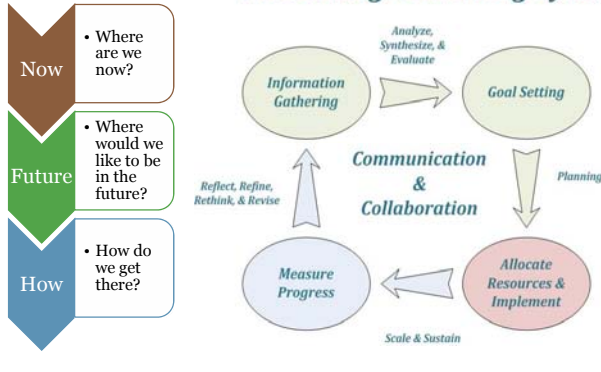 Now
• Where
are we
now?
Future
• Where
would we
like to be
in the
future?
How
• How do
we get
there?
Analyze,
Synthesize, &
Evaluate
Information
Gathering
Goal Setting
Communication
&
Collaboration
Planning
Reflect, Refine,
Rethink, & Revise
Measure
Progress
Allocate
Resources &
Implement
Scale & Sustain